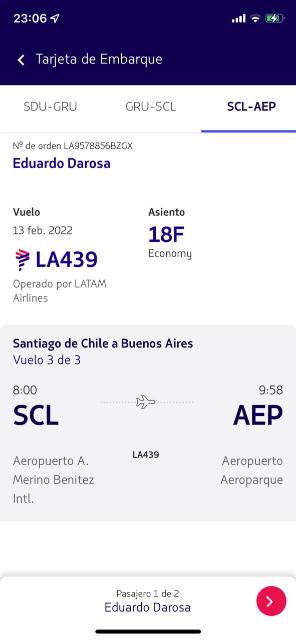 23:06
Tarjeta de Embarque
SDU-GRU GRU-SCL SCL-AEP
Nº de orden LA9578856BZGX
Eduardo Darosa
Vuelo Asiento
13 feb. 2022 18F
LA439 Economy
Operado por LATAM
Airlines
Santiago de Chile a Buenos Aires
Vuelo 3 de 3
8:00 9:58
SCL AEP
LA439
Aeropuerto A. Aeropuerto
Merino Benitez Aeroparque
Intl.
Pasajero 1 de 2
Eduardo Darosa